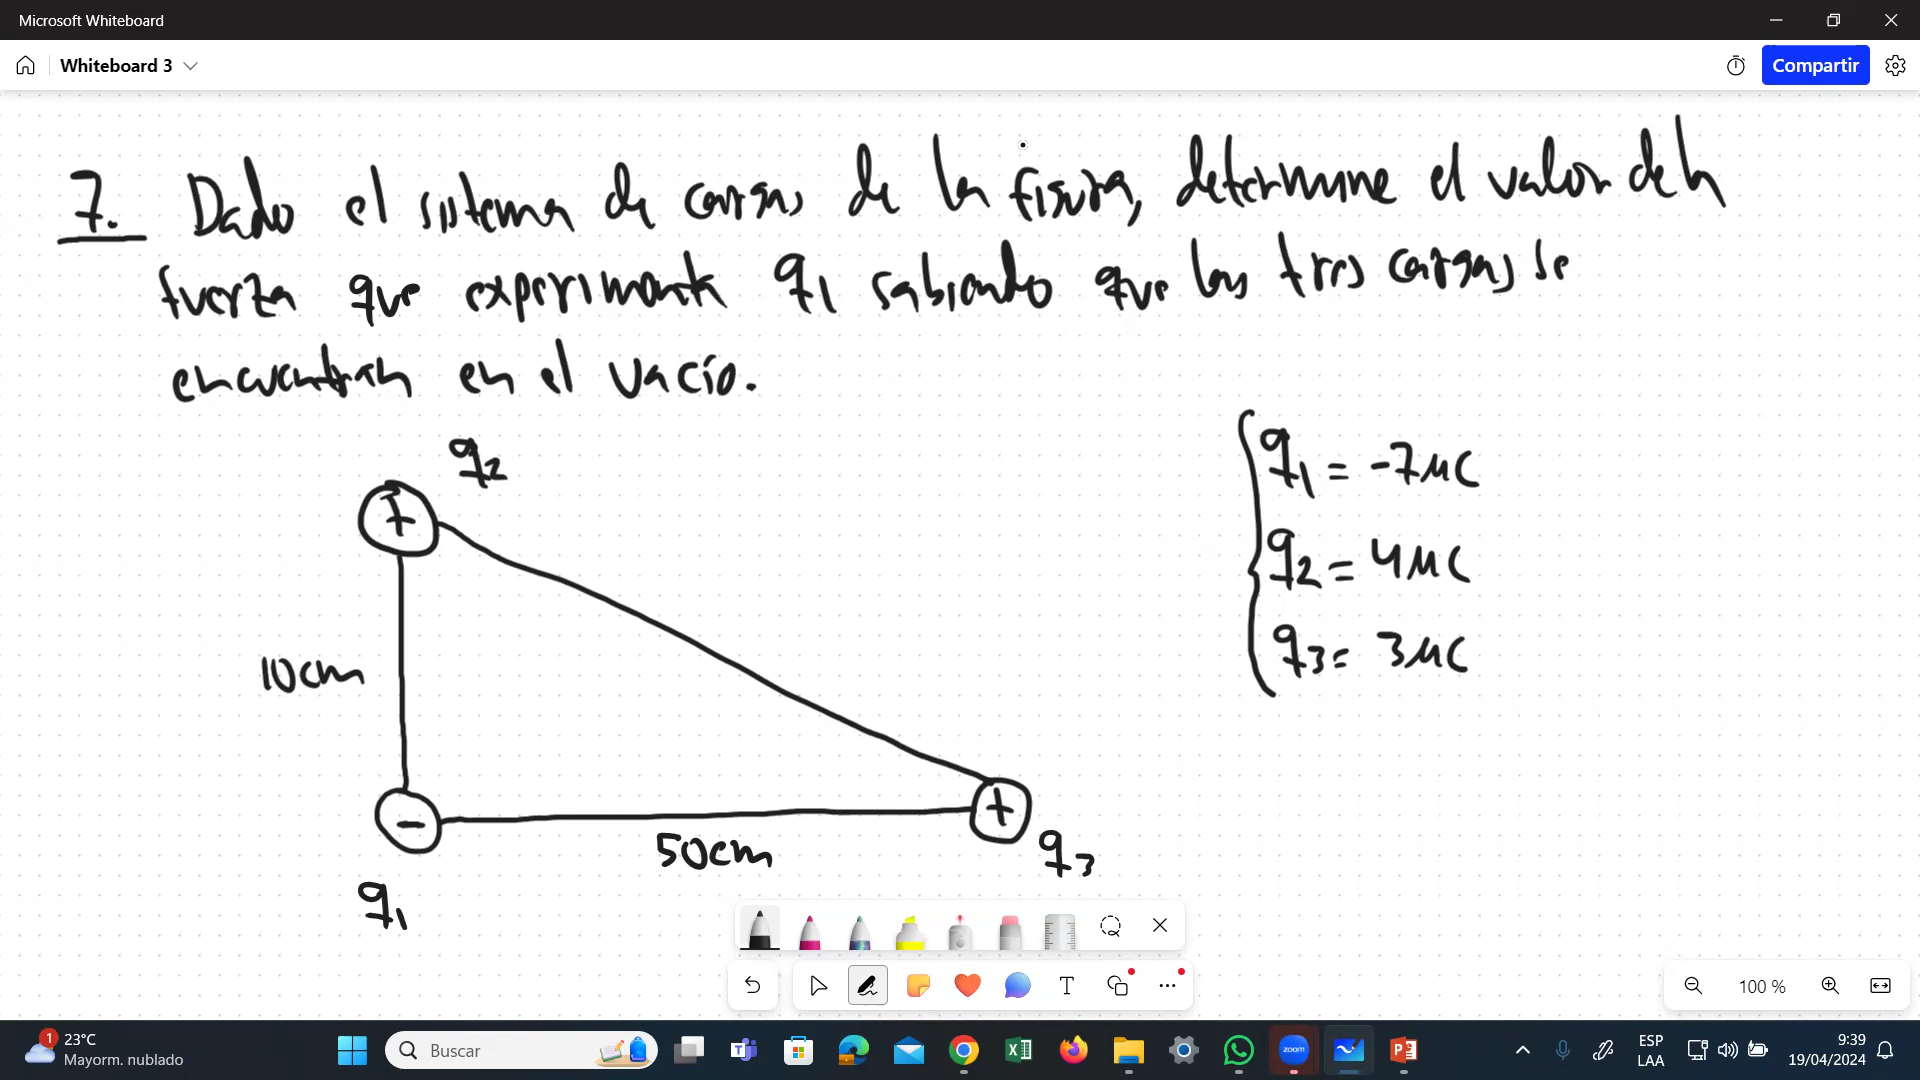 Microsoft Whiteboard
Whiteboard 3
Compartir
7. Dado el sistema de cargas de la figura, determine el valor de la
fuerza que experimenta q1 sabiendo que las tres cargas se
encuentran en el vacío.
q2
+
q1 = -7μC
q2 = 4μC
q3 = 3μC
10cm
-
50cm
+
q3
q1
T
100 %
1
23°C
Mayorm. nublado
Buscar
zoom
ESP
LAA
9:39
19/04/2024